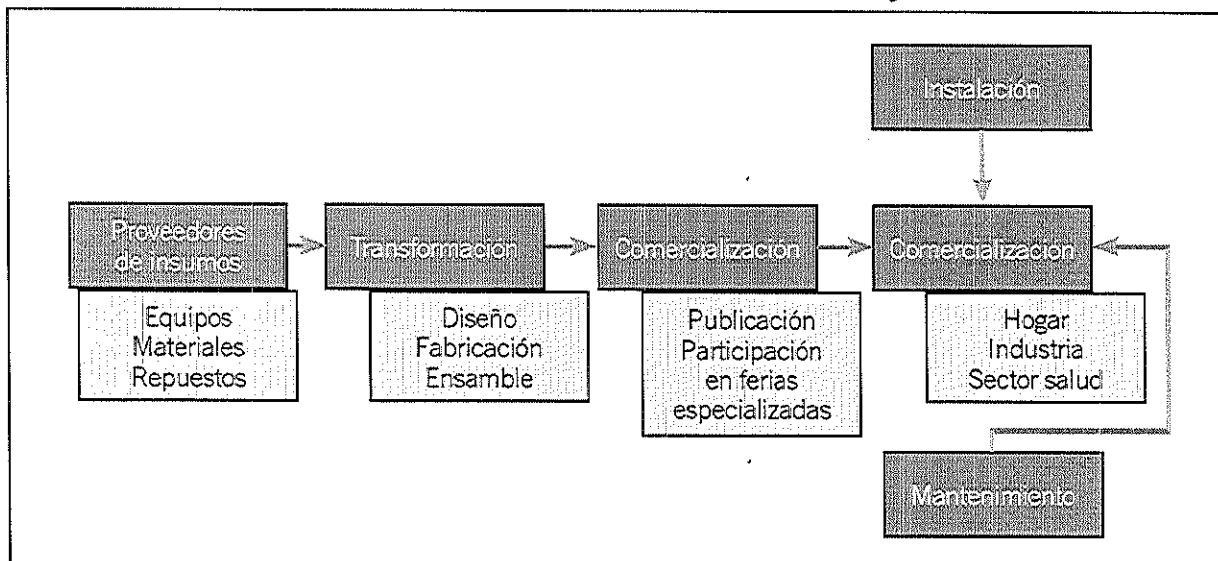 Instalación
Proveedores
de insumos
Transformación
Comercialización
Comercialización
Equipos
Materiales
Repuestos
Diseño
Fabricación
Ensamble
Publicación
Participación
en ferias
especializadas
Hogar
Industria
Sector salud
Mantenimiento